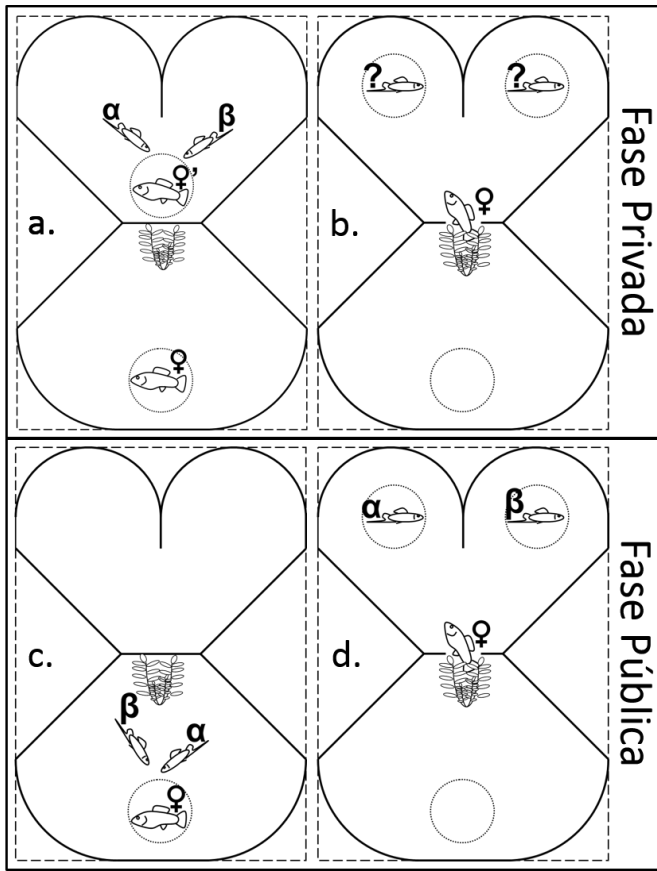 α
β
♀'
a.
♀
?
?
♀
b.
Fase Privada
c.
β
α
♀
α
β
♀
d.
Fase Pública